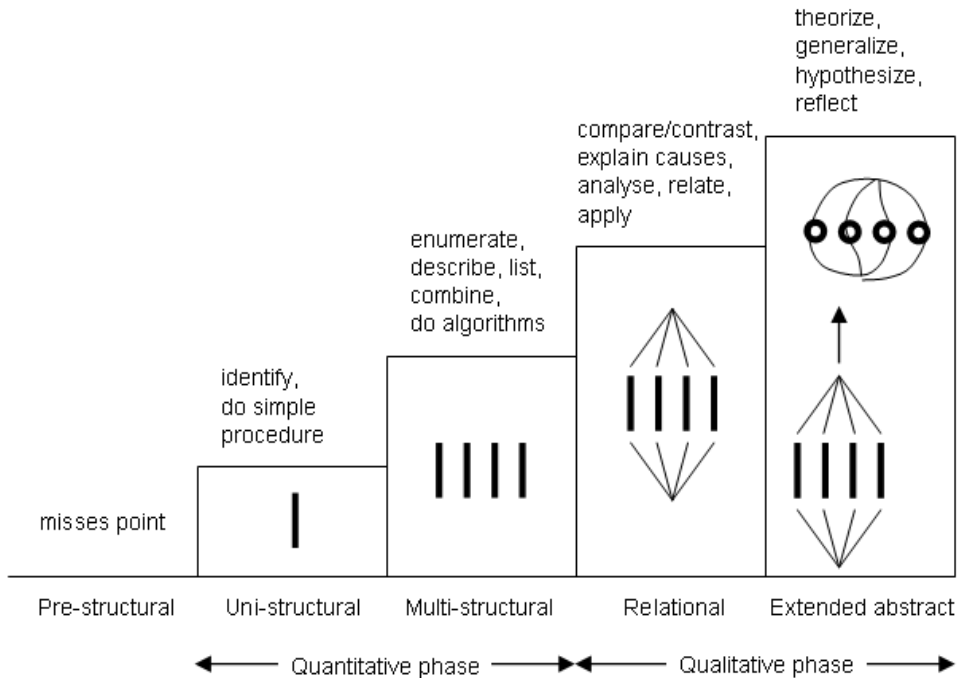 theorize,
generalize,
hypothesize,
reflect
compare/contrast,
explain causes,
analyse, relate,
apply
enumerate,
describe, list,
combine,
do algorithms
identify,
do simple
procedure
misses point
Pre-structural
Uni-structural
Multi-structural
Relational
Extended abstract
Quantitative phase
Qualitative phase